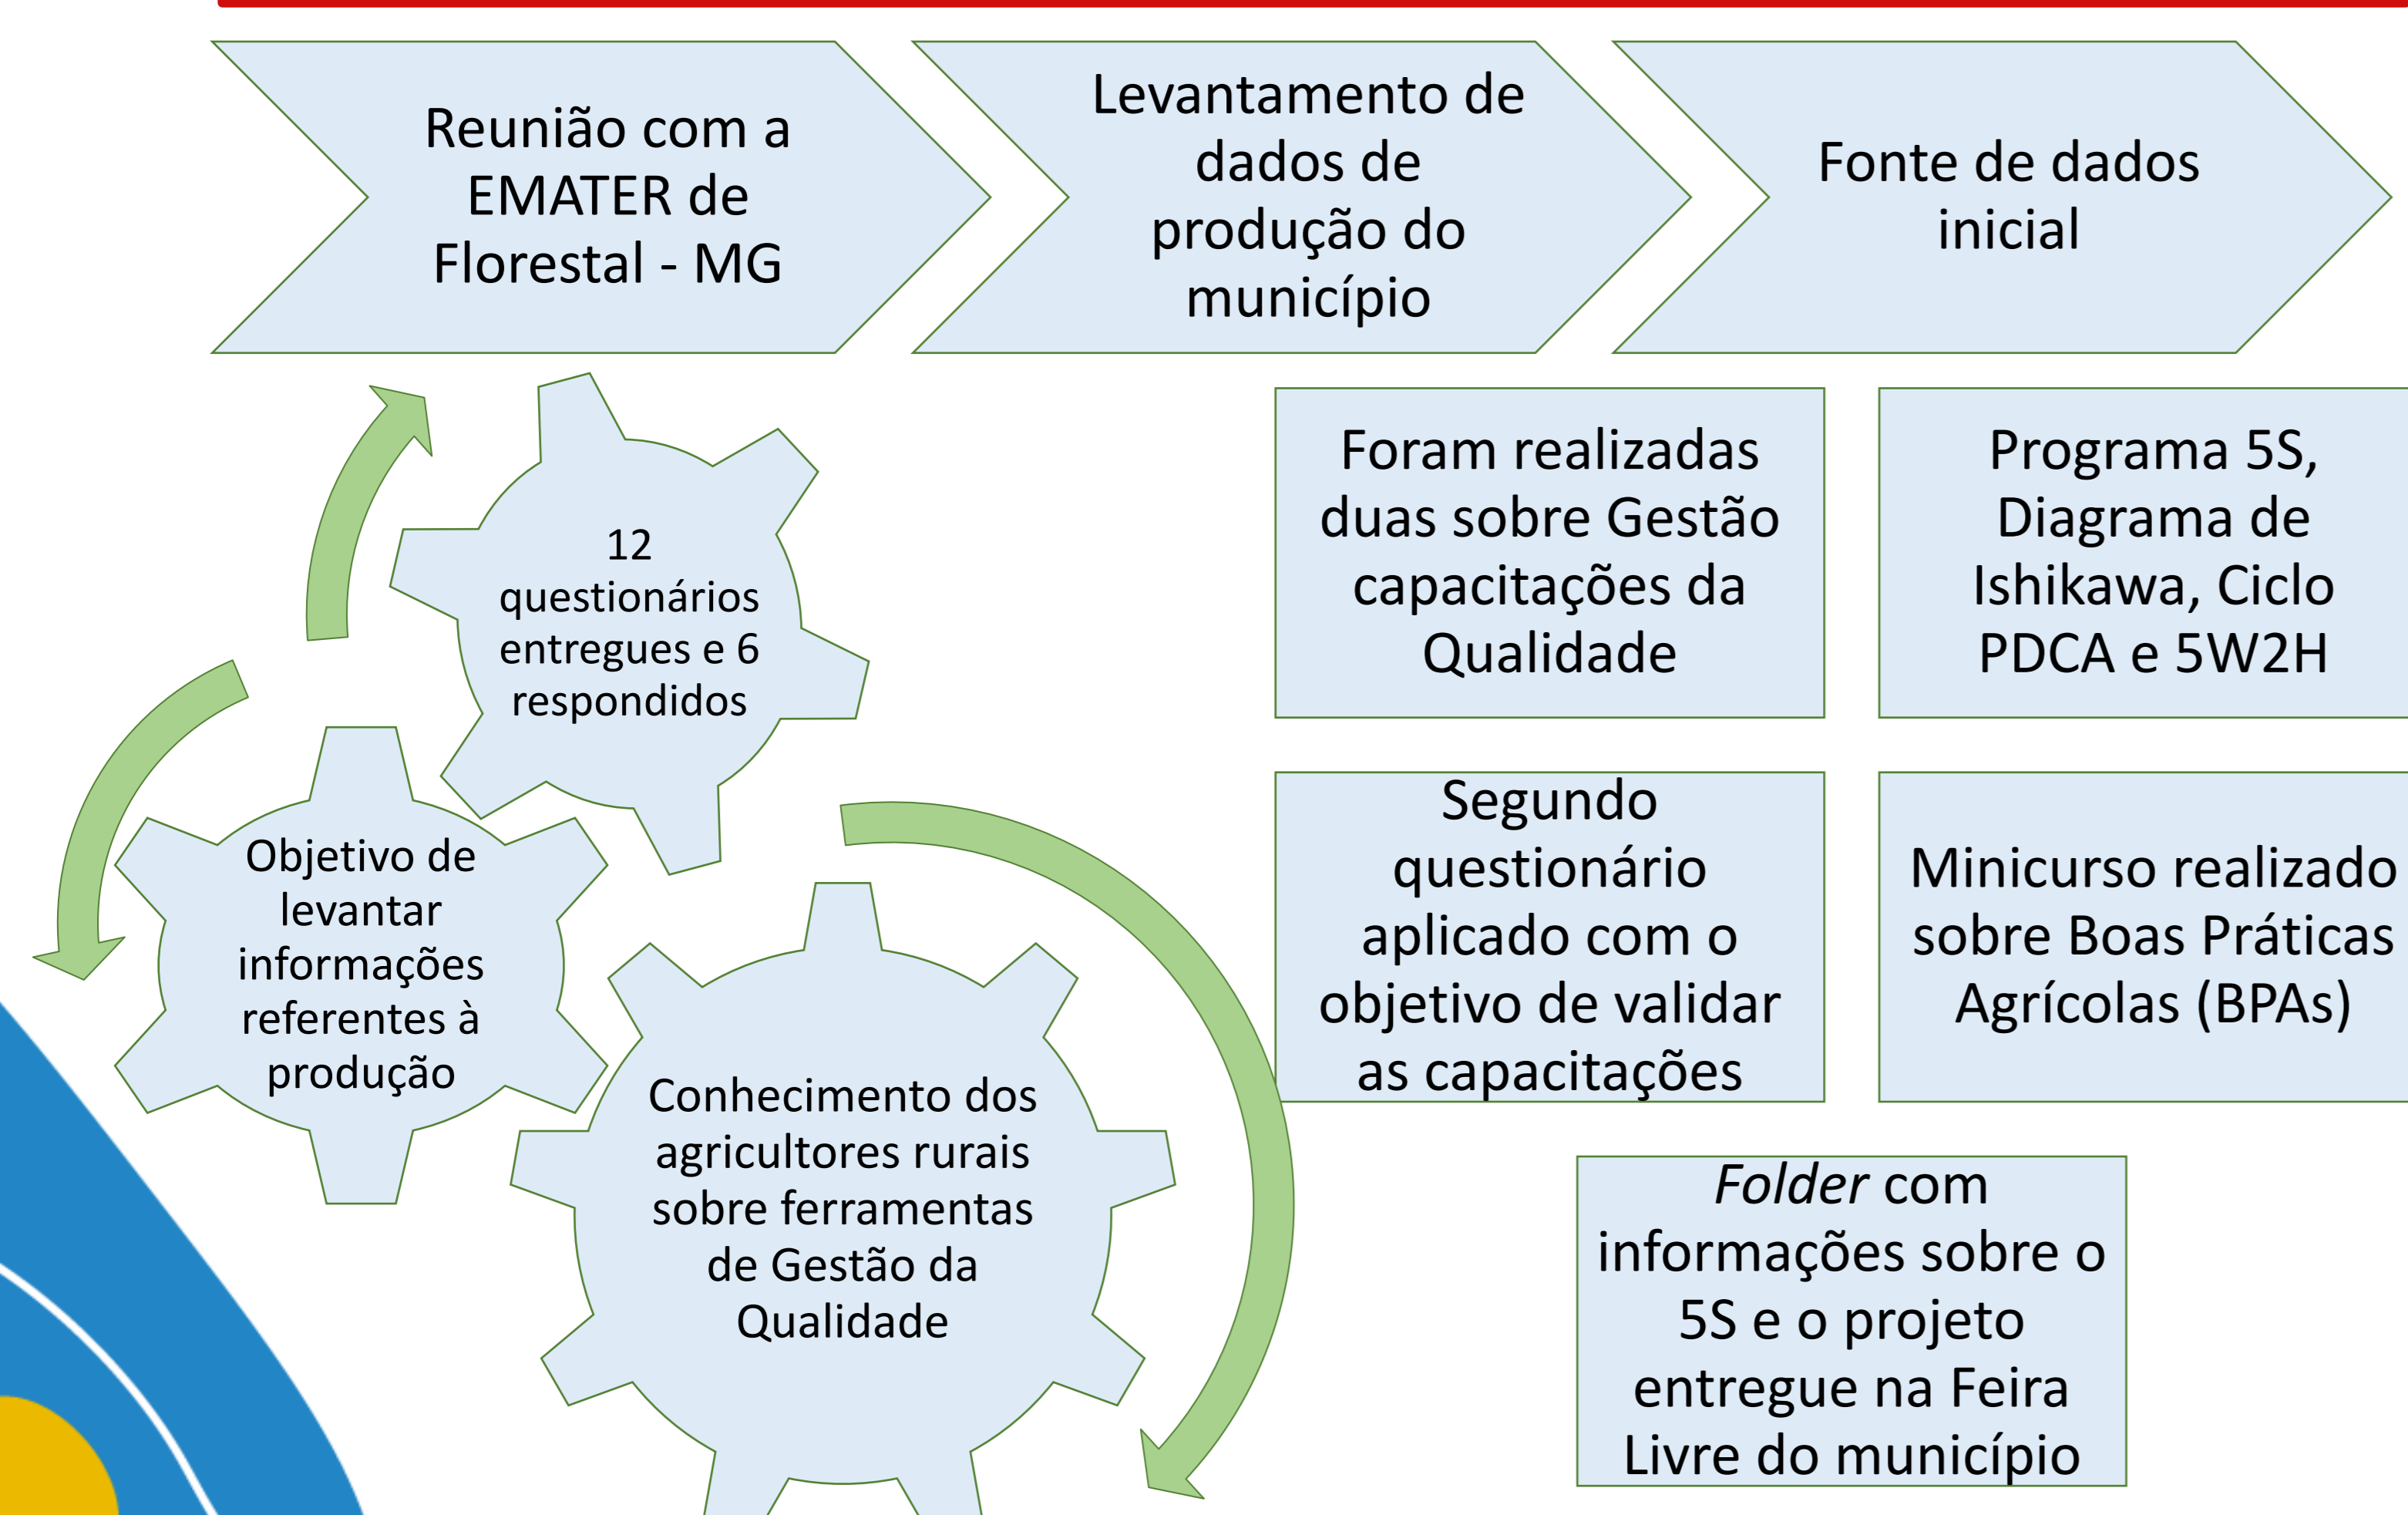 Reunião com a
EMATER de
Florestal - MG
Levantamento de
dados de
produção do
município
Fonte de dados
inicial
12
questionários
entregues e 6
respondidos
Objetivo de
levantar
informações
referentes à
produção
Conhecimento dos
agricultores rurais
sobre ferramentas
de Gestão da
Qualidade
Foram realizadas
duas sobre Gestão
capacitações da
Qualidade
Programa 5S,
Diagrama de
Ishikawa, Ciclo
PDCA e 5W2H
Segundo
questionário
aplicado com o
objetivo de validar
as capacitações
Minicurso realizado
sobre Boas Práticas
Agrícolas (BPAs)
Folder com
informações sobre o
5S e o projeto
entregue na Feira
Livre do município